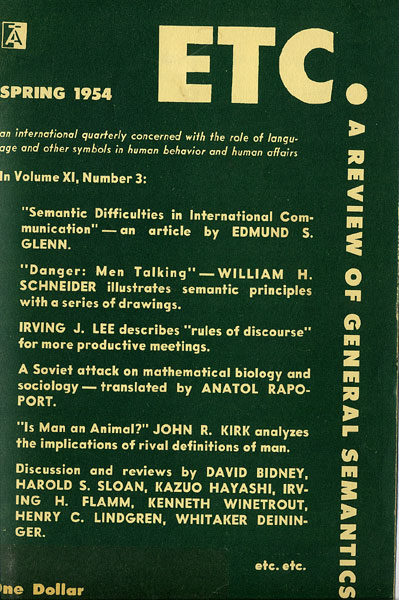 A
ETC.
SPRING 1954
A REVIEW OF GENERAL SEMANTICS
an international quarterly concerned with the role of langu-
age and other symbols in human behavior and human affairs
In Volume XI, Number 3:
"Semantic Difficulties in International Com-
munication" — an article by EDMUND S.
GLENN.
"Danger: Men Talking" — WILLIAM H.
SCHNEIDER illustrates semantic principles
with a series of drawings.
IRVING J. LEE describes "rules of discourse"
for more productive meetings.
A Soviet attack on mathematical biology and
sociology — translated by ANATOL RAPO-
PORT.
"Is Man an Animal?" JOHN R. KIRK analyzes
the implications of rival definitions of man.
Discussion and reviews by DAVID BIDNEY,
HAROLD S. SLOAN, KAZUO HAYASHI, IRV-
ING H. FLAMM, KENNETH WINETROUT,
HENRY C. LINDGREN, WHITAKER DEININ-
GER.
etc. etc.
One Dollar